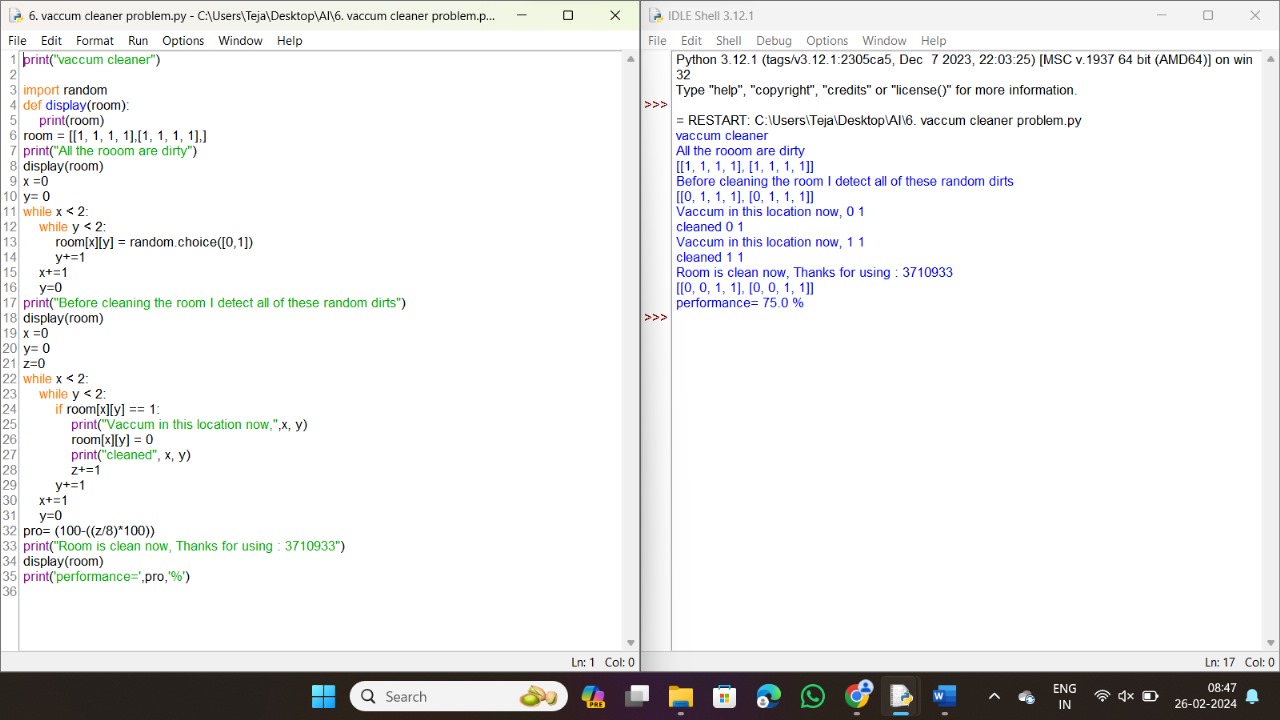 6. vaccum cleaner problem.py - C:\Users\Teja\Desktop\AI\6. vaccum cleaner problem.p...
File Edit Format Run Options Window Help
1 print("vaccum cleaner")
2
3 import random
4 def display(room):
5     print(room)
6 room = [[1, 1, 1, 1],[1, 1, 1, 1],]
7 print("All the rooom are dirty")
8 display(room)
9 x =0
10 y= 0
11 while x < 2:
12     while y < 2:
13         room[x][y] = random.choice([0,1])
14         y+=1
15     x+=1
16     y=0
17 print("Before cleaning the room I detect all of these random dirts")
18 display(room)
19 x =0
20 y= 0
21 z=0
22 while x < 2:
23     while y < 2:
24         if room[x][y] == 1:
25             print("Vaccum in this location now,",x, y)
26             room[x][y] = 0
27             print("cleaned", x, y)
28             z+=1
29         y+=1
30     x+=1
31     y=0
32 pro= (100-((z/8)*100))
33 print("Room is clean now, Thanks for using : 3710933")
34 display(room)
35 print('performance=',pro,'%')
36
Ln: 1 Col: 0
IDLE Shell 3.12.1
File Edit Shell Debug Options Window Help
Python 3.12.1 (tags/v3.12.1:2305ca5, Dec  7 2023, 22:03:25) [MSC v.1937 64 bit (AMD64)] on win
32
Type "help", "copyright", "credits" or "license()" for more information.
>>>
= RESTART: C:\Users\Teja\Desktop\AI\6. vaccum cleaner problem.py
vaccum cleaner
All the rooom are dirty
[[1, 1, 1, 1], [1, 1, 1, 1]]
Before cleaning the room I detect all of these random dirts
[[0, 1, 1, 1], [0, 1, 1, 1]]
Vaccum in this location now, 0 1
cleaned 0 1
Vaccum in this location now, 1 1
cleaned 1 1
Room is clean now, Thanks for using : 3710933
[[0, 0, 1, 1], [0, 0, 1, 1]]
performance= 75.0 %
>>>
Ln: 17 Col: 0
Search
PRE
ENG
IN
08:47
26-02-2024